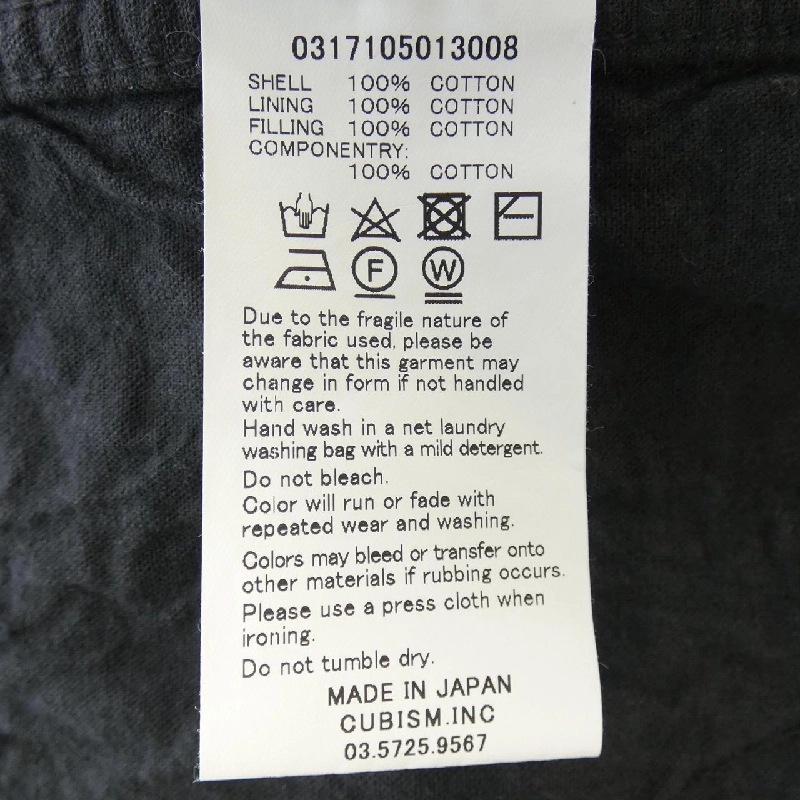 0317105013008
SHELL 100% COTTON
LINING 100% COTTON
FILLING 100% COTTON
COMPONENTRY:
100% COTTON
F W
Due to the fragile nature of
the fabric used, please be
aware that this garment may
change in form if not handled
with care.
Hand wash in a net laundry
washing bag with a mild detergent.
Do not bleach.
Color will run or fade with
repeated wear and washing.
Colors may bleed or transfer onto
other materials if rubbing occurs.
Please use a press cloth when
ironing.
Do not tumble dry.
MADE IN JAPAN
CUBISM.INC
03.5725.9567